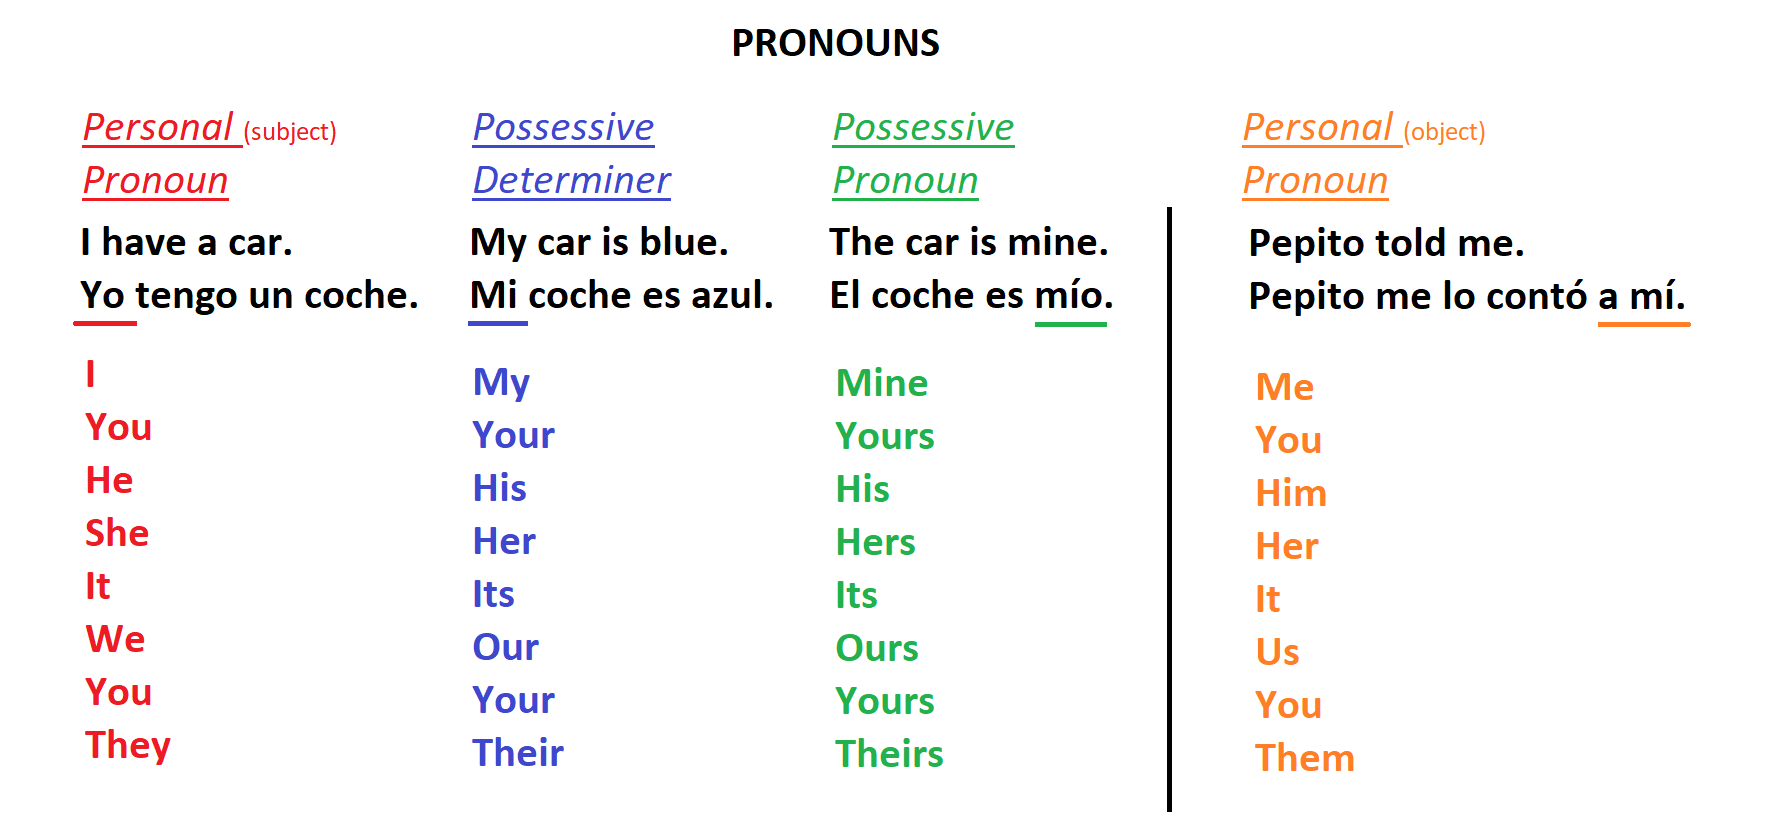 PRONOUNS
Personal (subject)
Pronoun
I have a car.
Yo tengo un coche.
I
You
He
She
It
We
You
They
Possessive
Determiner
My car is blue.
Mi coche es azul.
My
Your
His
Her
Its
Our
Your
Their
Possessive
Pronoun
The car is mine.
El coche es mío.
Mine
Yours
His
Hers
Its
Ours
Yours
Theirs
Personal (object)
Pronoun
Pepito told me.
Pepito me lo contó a mí.
Me
You
Him
Her
It
Us
You
Them